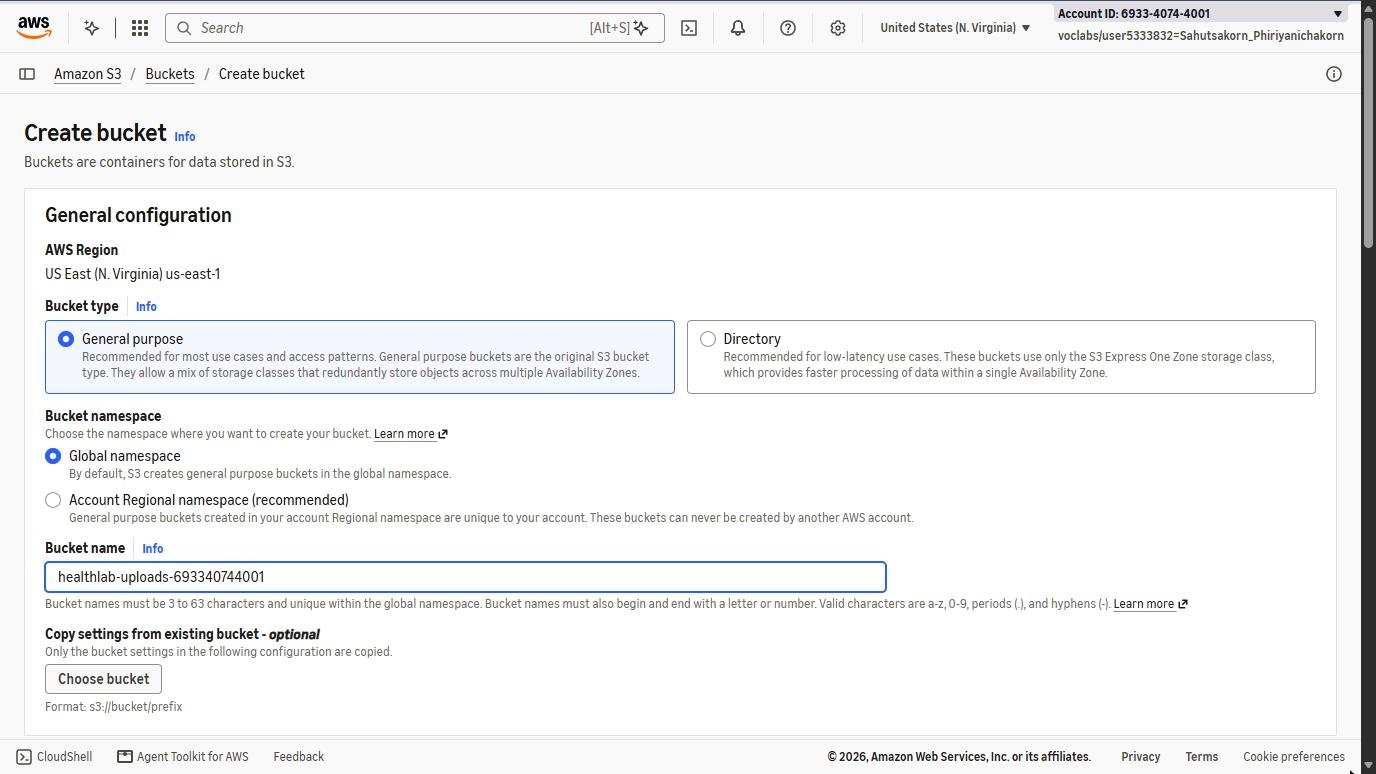 aws
Search
[Alt+S]
United States (N. Virginia)
Account ID: 6933-4074-4001
voclabs/user5333832=Sahutsakorn_Phiriyanichakorn
Amazon S3 / Buckets / Create bucket
Create bucket Info
Buckets are containers for data stored in S3.
General configuration
AWS Region
US East (N. Virginia) us-east-1
Bucket type Info
General purpose
Recommended for most use cases and access patterns. General purpose buckets are the original S3 bucket
type. They allow a mix of storage classes that redundantly store objects across multiple Availability Zones.
Directory
Recommended for low-latency use cases. These buckets use only the S3 Express One Zone storage class,
which provides faster processing of data within a single Availability Zone.
Bucket namespace
Choose the namespace where you want to create your bucket. Learn more
Global namespace
By default, S3 creates general purpose buckets in the global namespace.
Account Regional namespace (recommended)
General purpose buckets created in your account Regional namespace are unique to your account. These buckets can never be created by another AWS account.
Bucket name Info
healthlab-uploads-693340744001
Bucket names must be 3 to 63 characters and unique within the global namespace. Bucket names must also begin and end with a letter or number. Valid characters are a-z, 0-9, periods (.), and hyphens (-). Learn more
Copy settings from existing bucket - optional
Only the bucket settings in the following configuration are copied.
Choose bucket
Format: s3://bucket/prefix
CloudShell
Agent Toolkit for AWS
Feedback
© 2026, Amazon Web Services, Inc. or its affiliates.
Privacy
Terms
Cookie preferences